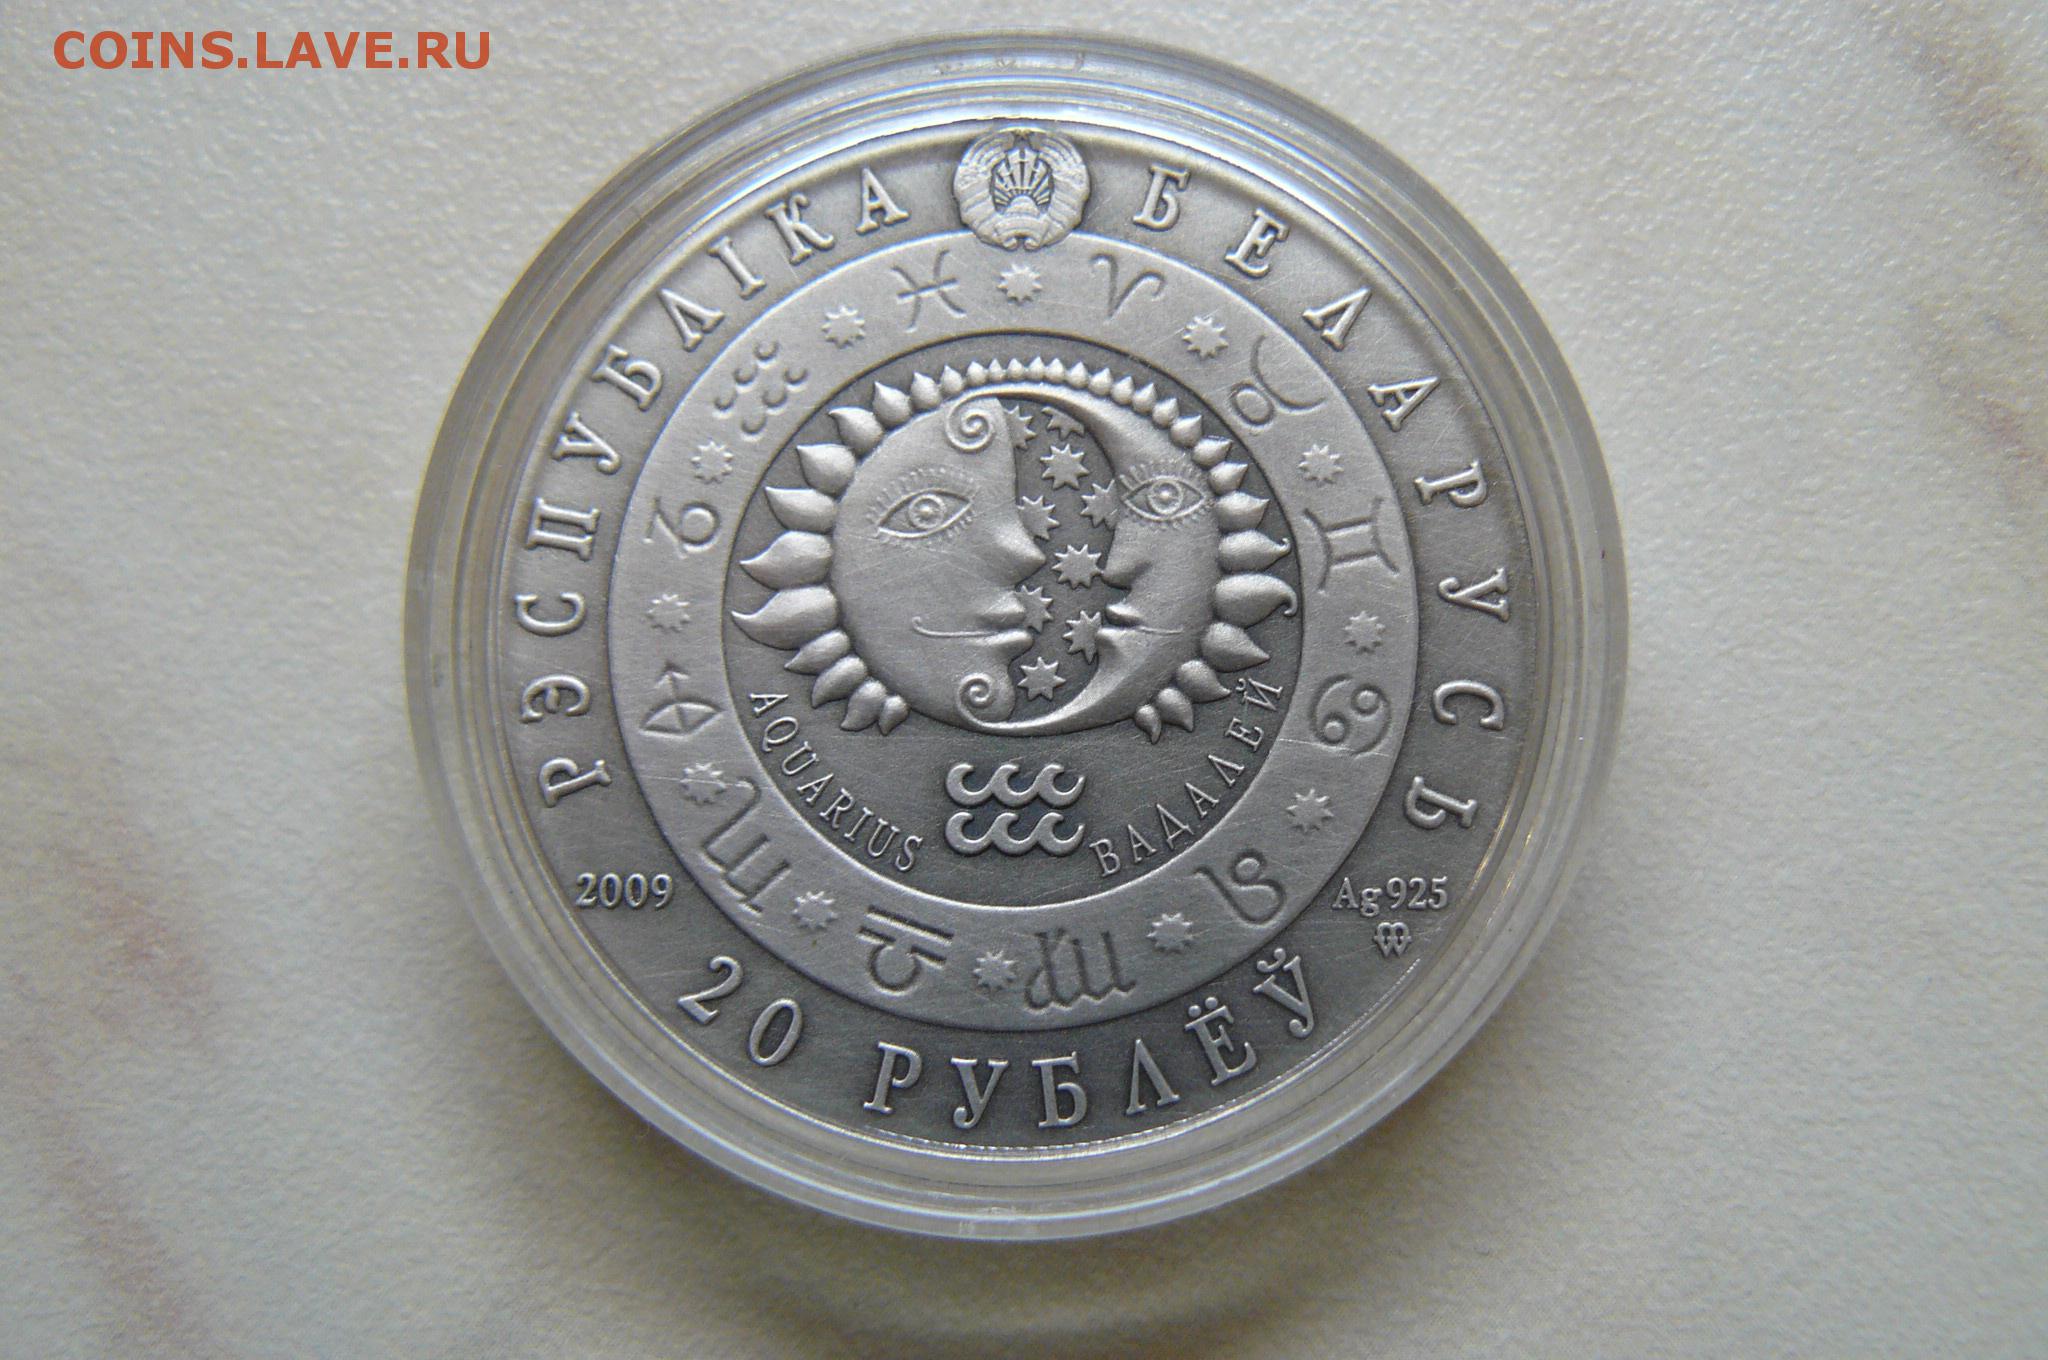 COINS.LAVE.RU
РЭСПУБЛІКА БЕЛАРУСЬ
AQUARIUS
ВАДАЛЕЙ
2009
Ag 925
20 РУБЛЁЎ